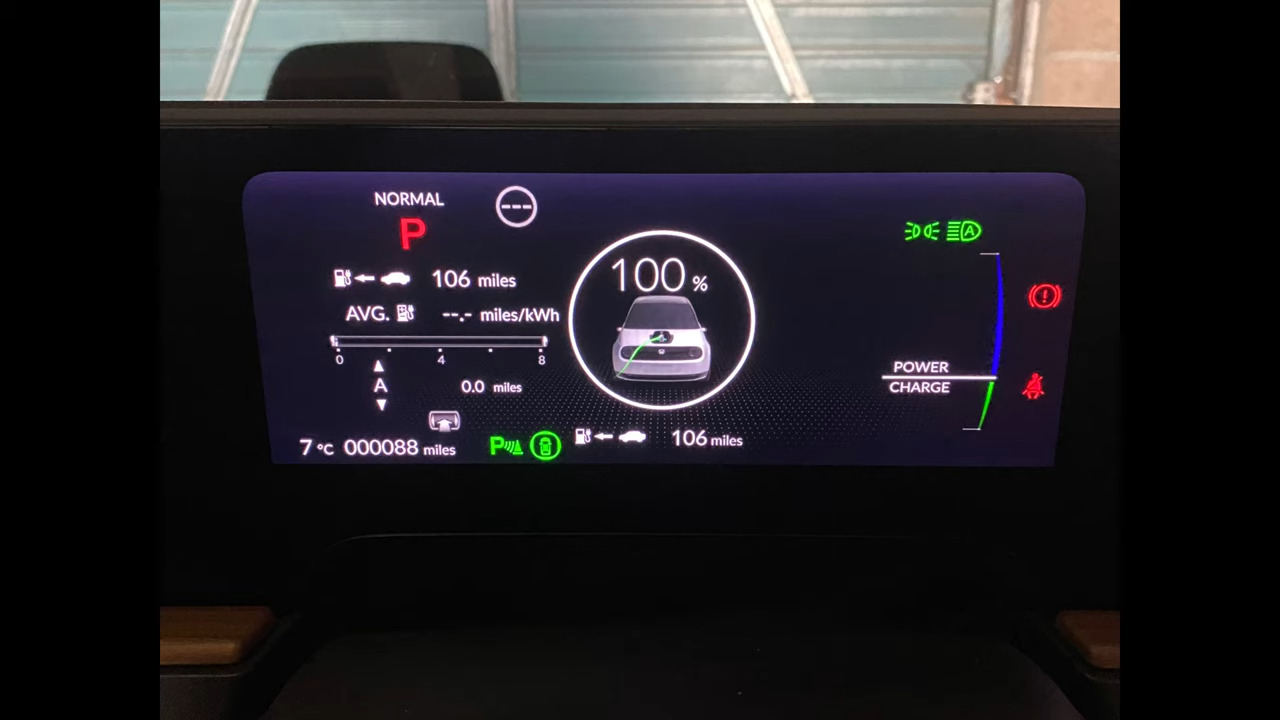 NORMAL
P
106 miles
AVG. --.- miles/kWh
0 4 8
A
0.0 miles
7 °C 000088 miles
P
100 %
106 miles
A
POWER
CHARGE